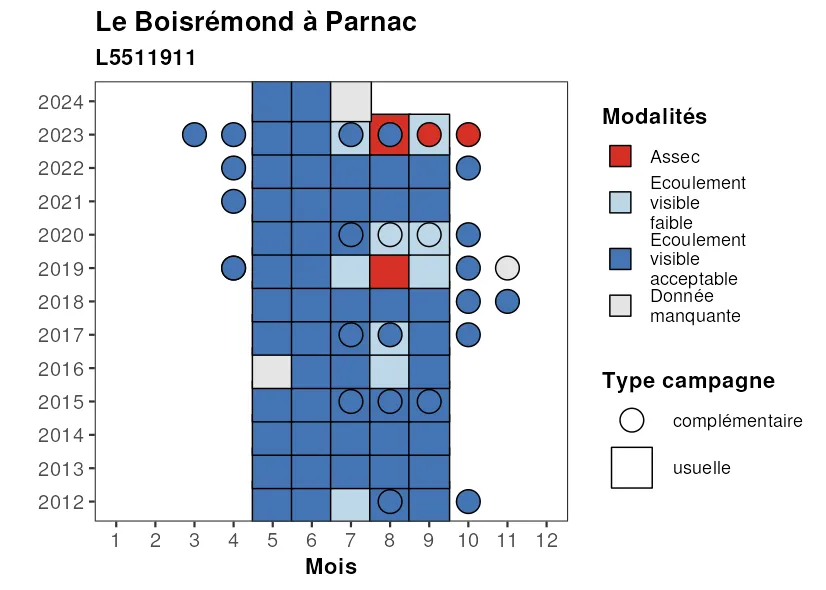 Le Boisrémond à Parnac
L5511911
2024
2023
2022
2021
2020
2019
2018
2017
2016
2015
2014
2013
2012
1 2 3 4 5 6 7 8 9 10 11 12
Mois
Modalités
Assec
Ecoulement
visible
faible
Ecoulement
visible
acceptable
Donnée
manquante
Type campagne
complémentaire
usuelle